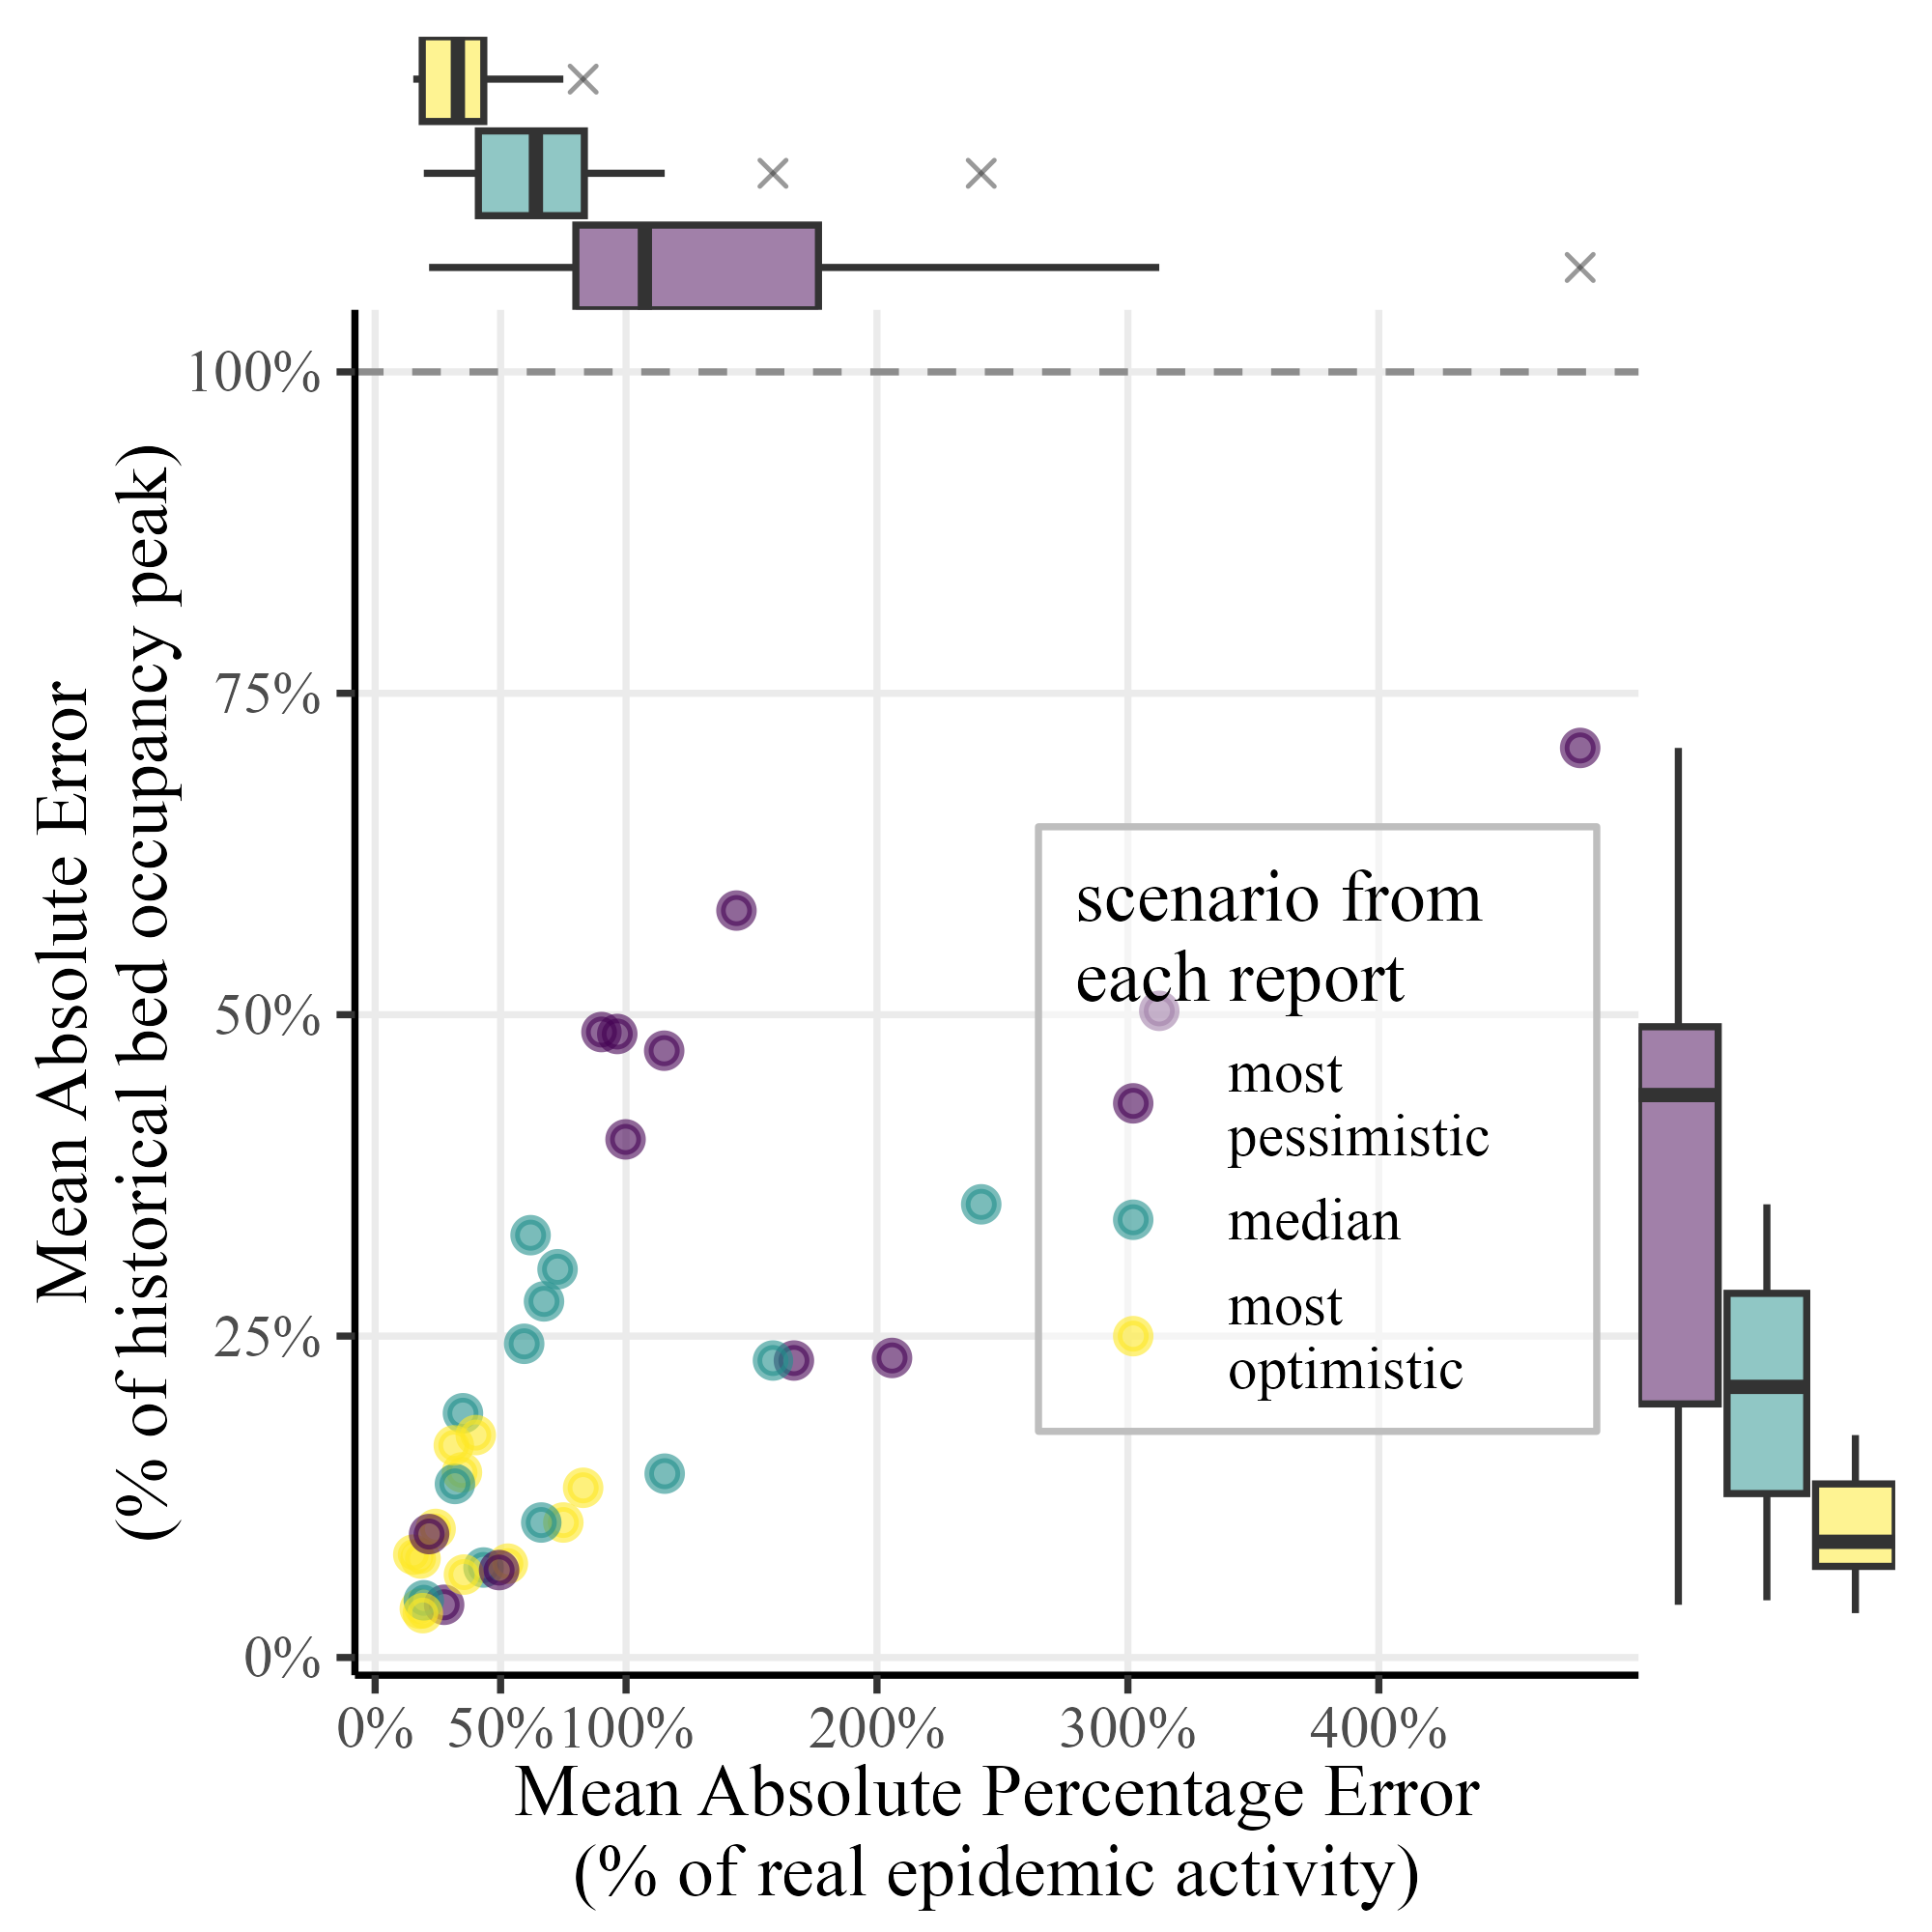 100%
75%
50%
25%
0%
Mean Absolute Error
(% of historical bed occupancy peak)
scenario from
each report
most
pessimistic
median
most
optimistic
0% 50% 100% 200% 300% 400%
Mean Absolute Percentage Error
(% of real epidemic activity)